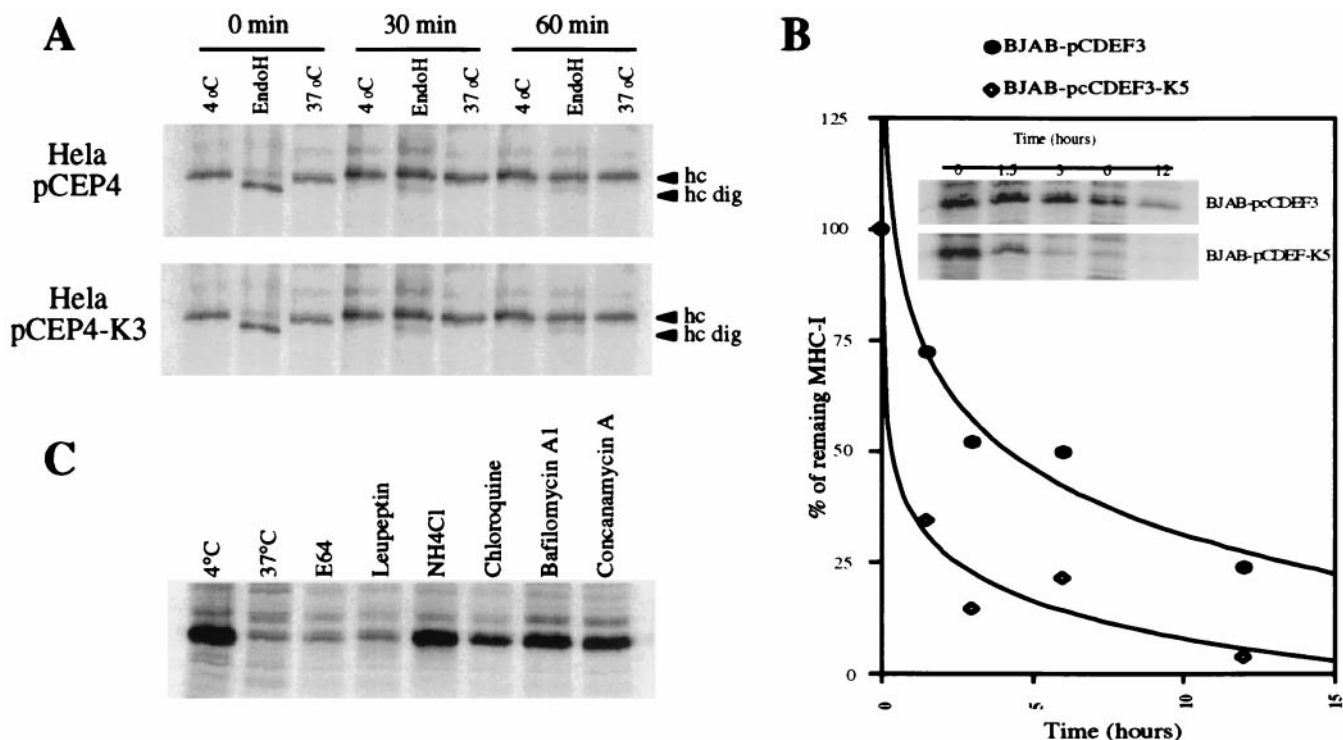 A
0 min 30 min 60 min
4 oC EndoH 37 oC 4 oC EndoH 37 oC 4 oC EndoH 37 oC
Hela
pCEP4
hc
hc dig
Hela
pCEP4-K3
hc
hc dig
C
4°C 37°C E64 Leupeptin NH4Cl Chloroquine Bafilomycin A1 Concanamycin A
B
BJAB-pCDEF3
BJAB-pcCDEF3-K5
% of remaing MHC-I
125
100
75
50
25
0
Time (hours)
0 1.5 3 6 12
BJAB-pcCDEF3
BJAB-pCDEF-K5
0 5 10 15
Time (hours)